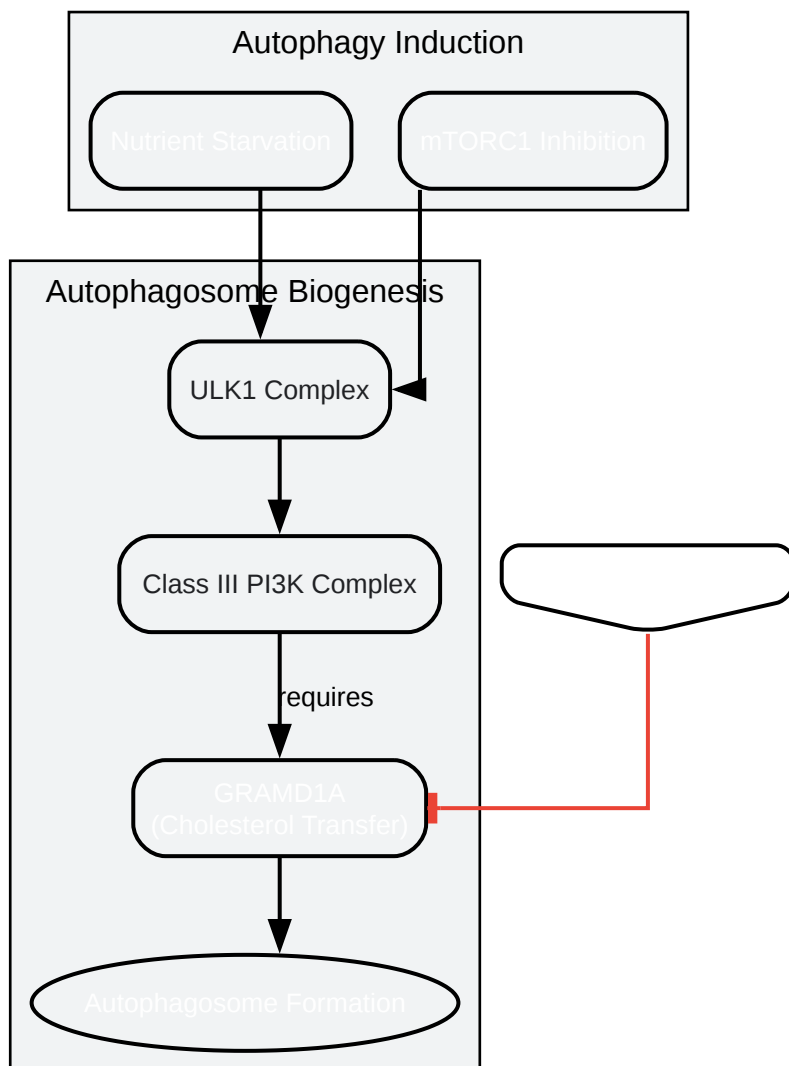 Autophagy Induction
Nutrient Starvation
mTORC1 Inhibition
Autophagosome Biogenesis
ULK1 Complex
Class III PI3K Complex
requires
GRAMD1A
(Cholesterol Transfer)
Autophagosome Formation